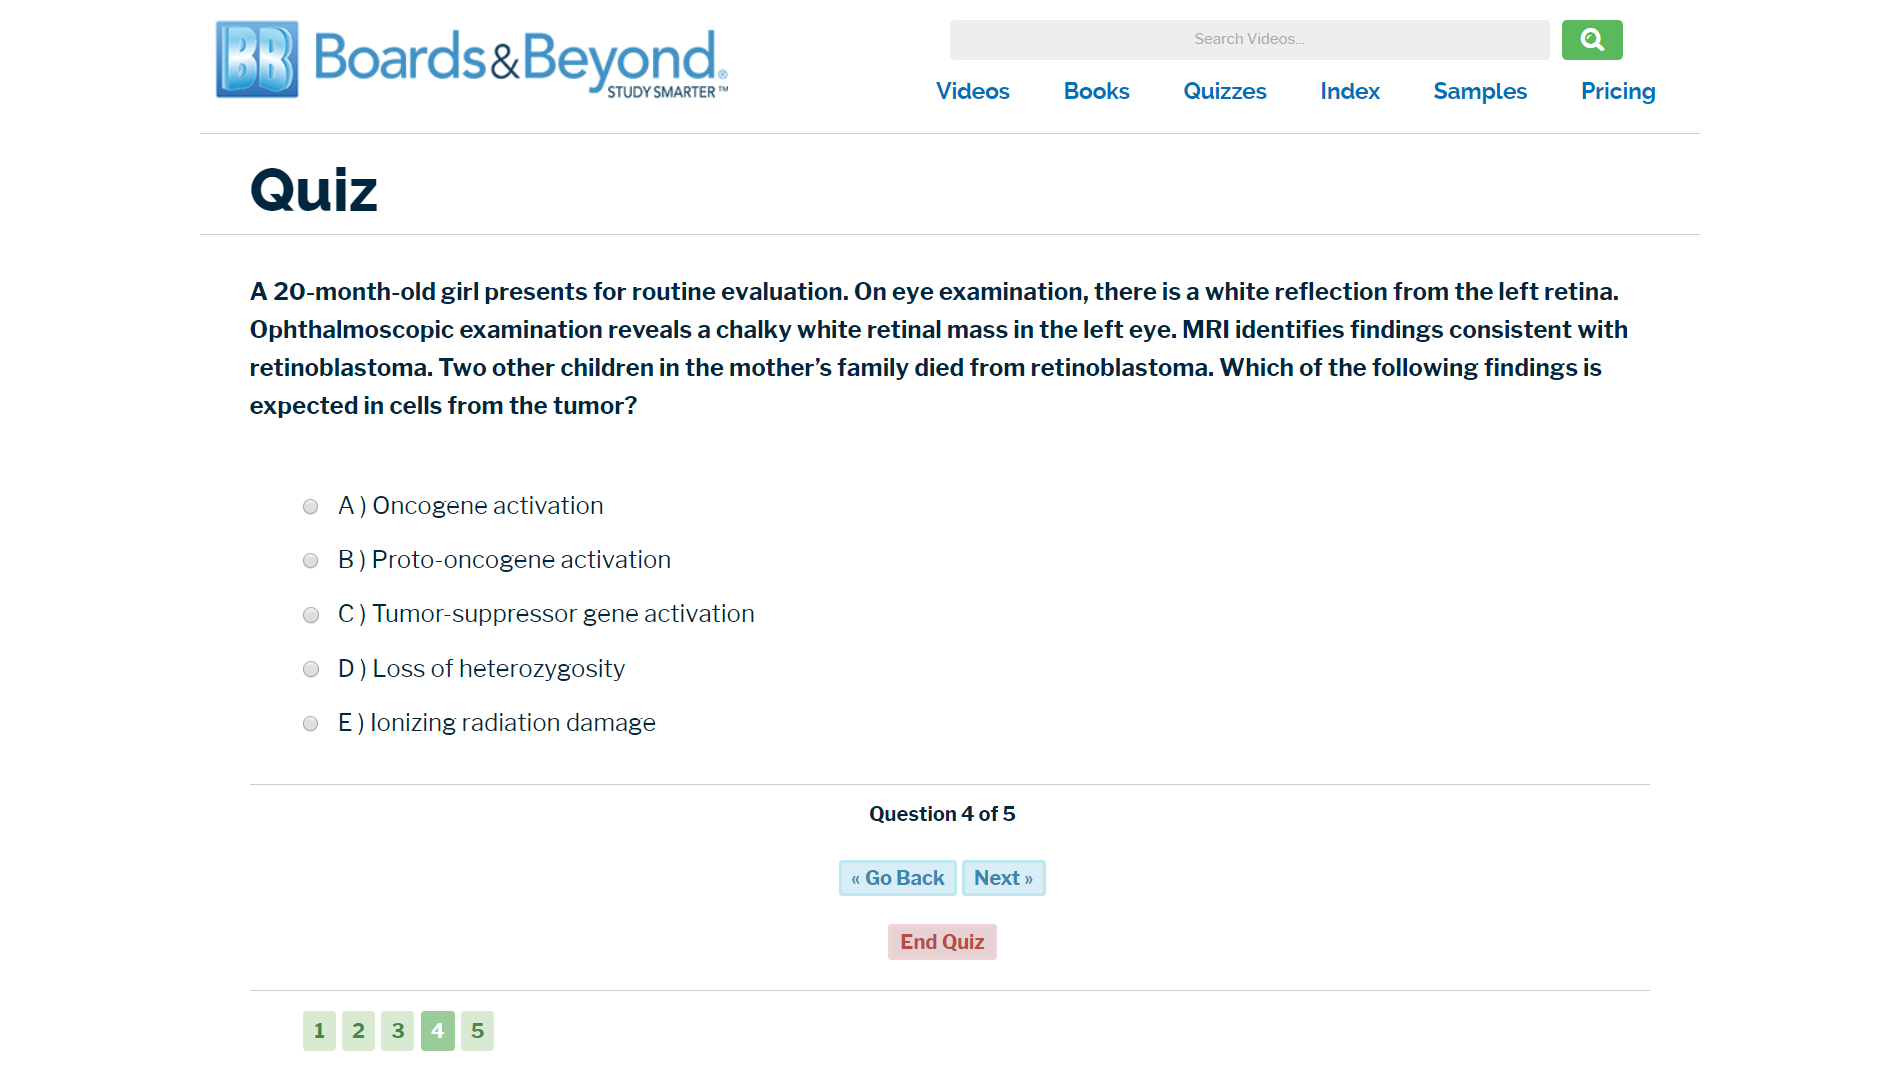 BB Boards&Beyond®
STUDY SMARTER™
Search Videos...
Videos Books Quizzes Index Samples Pricing
Quiz
A 20-month-old girl presents for routine evaluation. On eye examination, there is a white reflection from the left retina.
Ophthalmoscopic examination reveals a chalky white retinal mass in the left eye. MRI identifies findings consistent with
retinoblastoma. Two other children in the mother’s family died from retinoblastoma. Which of the following findings is
expected in cells from the tumor?
A ) Oncogene activation
B ) Proto-oncogene activation
C ) Tumor-suppressor gene activation
D ) Loss of heterozygosity
E ) Ionizing radiation damage
Question 4 of 5
« Go Back Next »
End Quiz
1 2 3 4 5